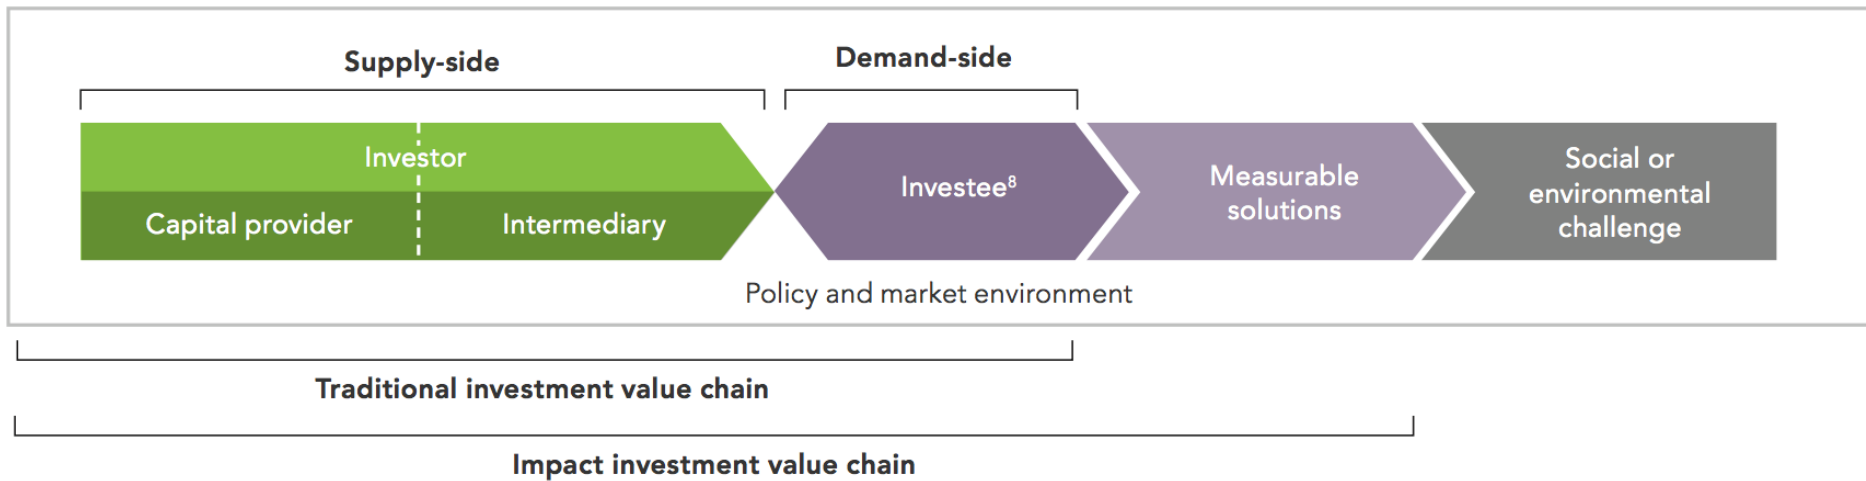 Supply-side
Demand-side
Investor
Capital provider
Intermediary
Investee⁸
Measurable
solutions
Social or
environmental
challenge
Policy and market environment
Traditional investment value chain
Impact investment value chain